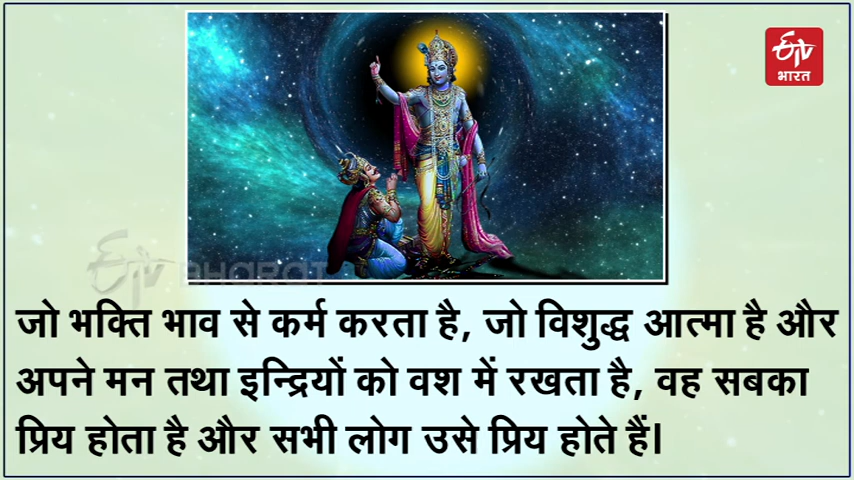 ETV
भारत
ETV BHARAT
जो भक्ति भाव से कर्म करता है, जो विशुद्ध आत्मा है और
अपने मन तथा इन्द्रियों को वश में रखता है, वह सबका
प्रिय होता है और सभी लोग उसे प्रिय होते हैं।